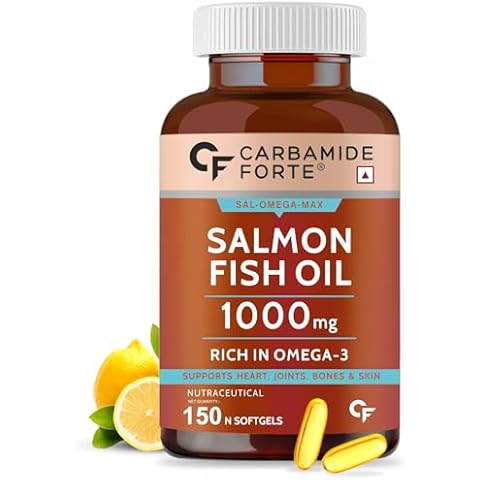 CF CARBAMIDE
FORTE®
SAL-OMEGA-MAX
SALMON
FISH OIL
1000mg
RICH IN OMEGA-3
SUPPORTS HEART, JOINTS, BONES & SKIN
NUTRACEUTICAL
NET QUANTITY:
150 N SOFTGELS
CF